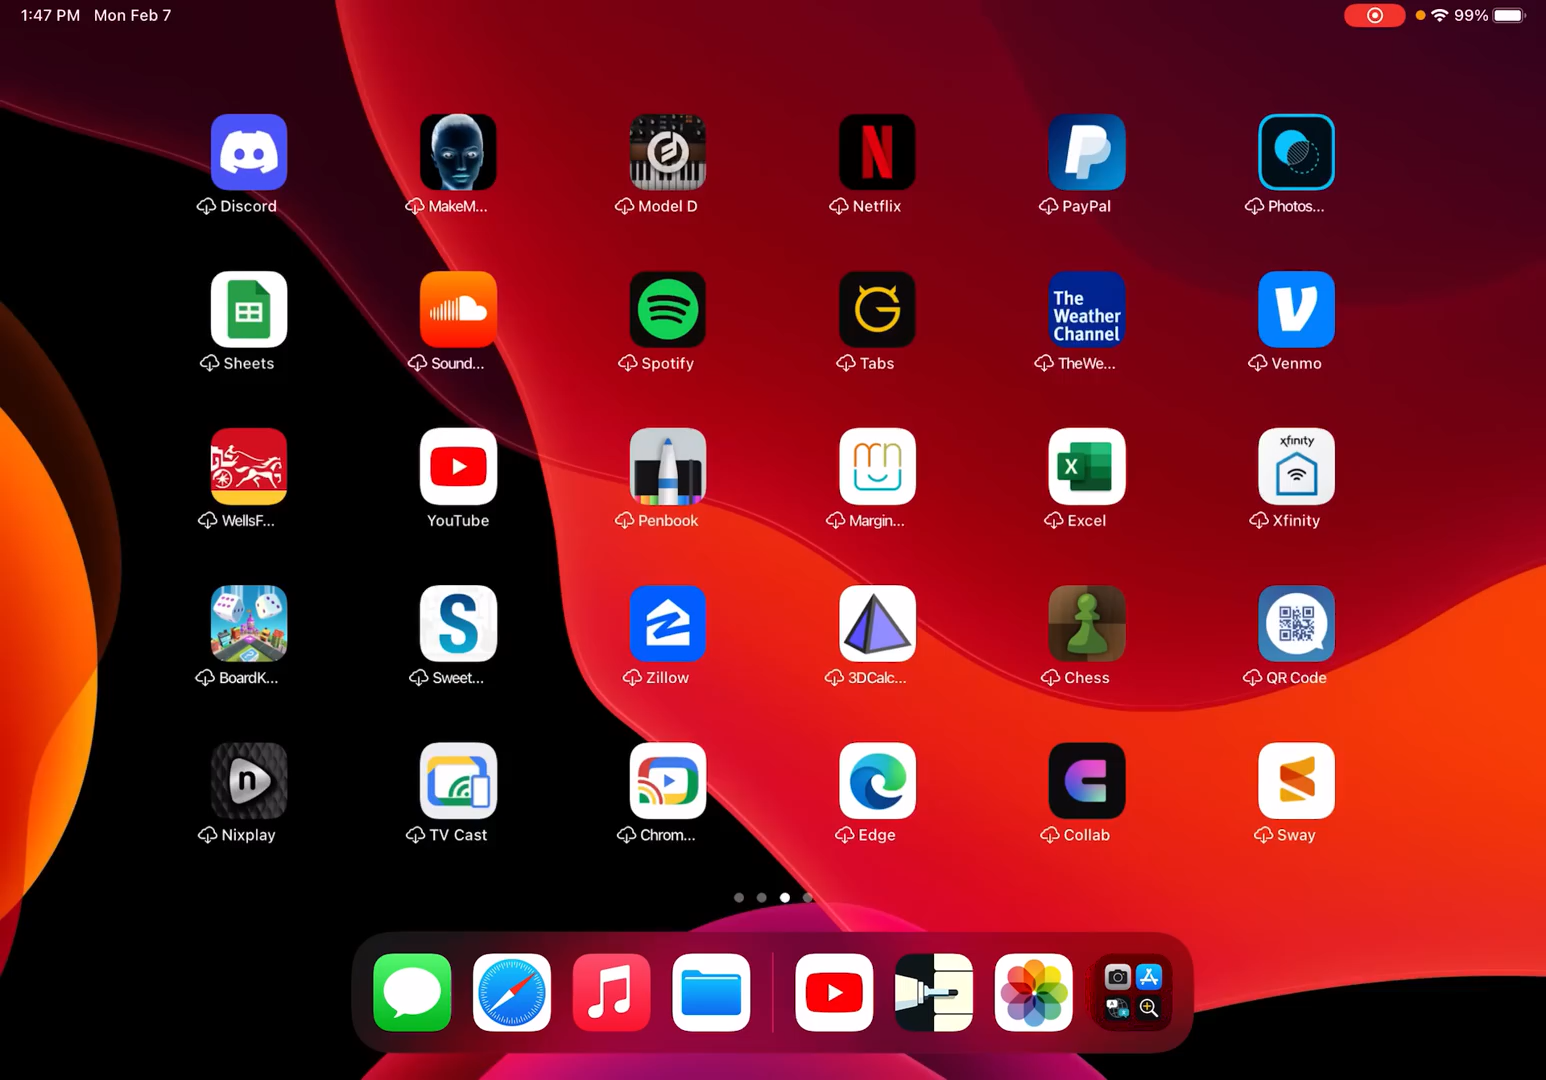 1:47 PM Mon Feb 7
99%
Discord
MakeM...
Model D
Netflix
PayPal
Photos...
The
Weather
Channel
Sheets
Sound...
Spotify
Tabs
TheWe...
Venmo
xfinity
WellsF...
YouTube
Penbook
Margin...
Excel
Xfinity
BoardK...
Sweet...
Zillow
3DCalc...
Chess
QR Code
Nixplay
TV Cast
Chrom...
Edge
Collab
Sway